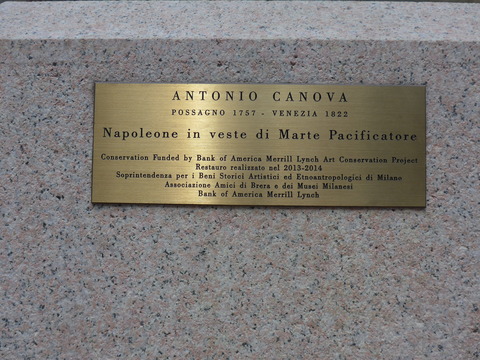 ANTONIO CANOVA
POSSAGNO 1757 - VENEZIA 1822
Napoleone in veste di Marte Pacificatore
Conservation Funded by Bank of America Merrill Lynch Art Conservation Project
Restauro realizzato nel 2013-2014
Soprintendenza per i Beni Storici Artistici ed Etnoantropologici di Milano
Associazione Amici di Brera e dei Musei Milanesi
Bank of America Merrill Lynch